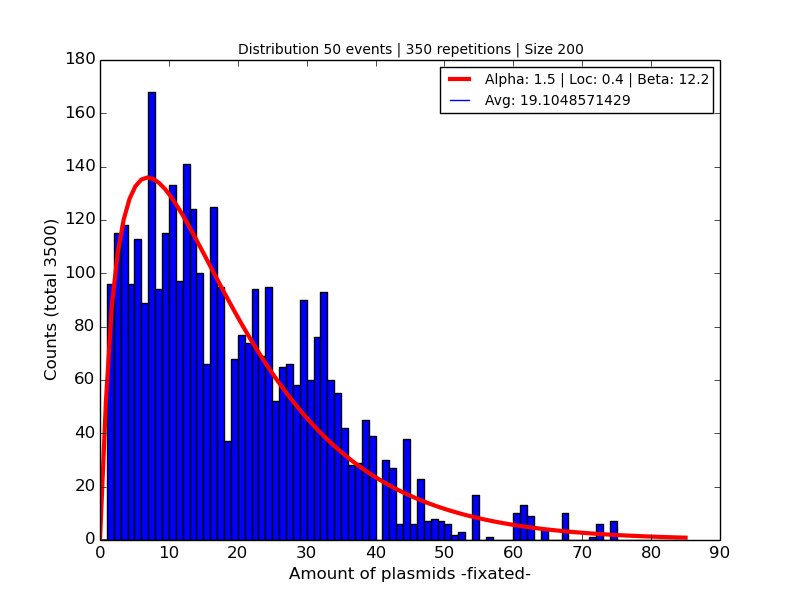 Distribution 50 events | 350 repetitions | Size 200
180
160
140
120
100
80
60
40
20
0
Counts (total 3500)
Alpha: 1.5 | Loc: 0.4 | Beta: 12.2
Avg: 19.1048571429
0 10 20 30 40 50 60 70 80 90
Amount of plasmids -fixated-